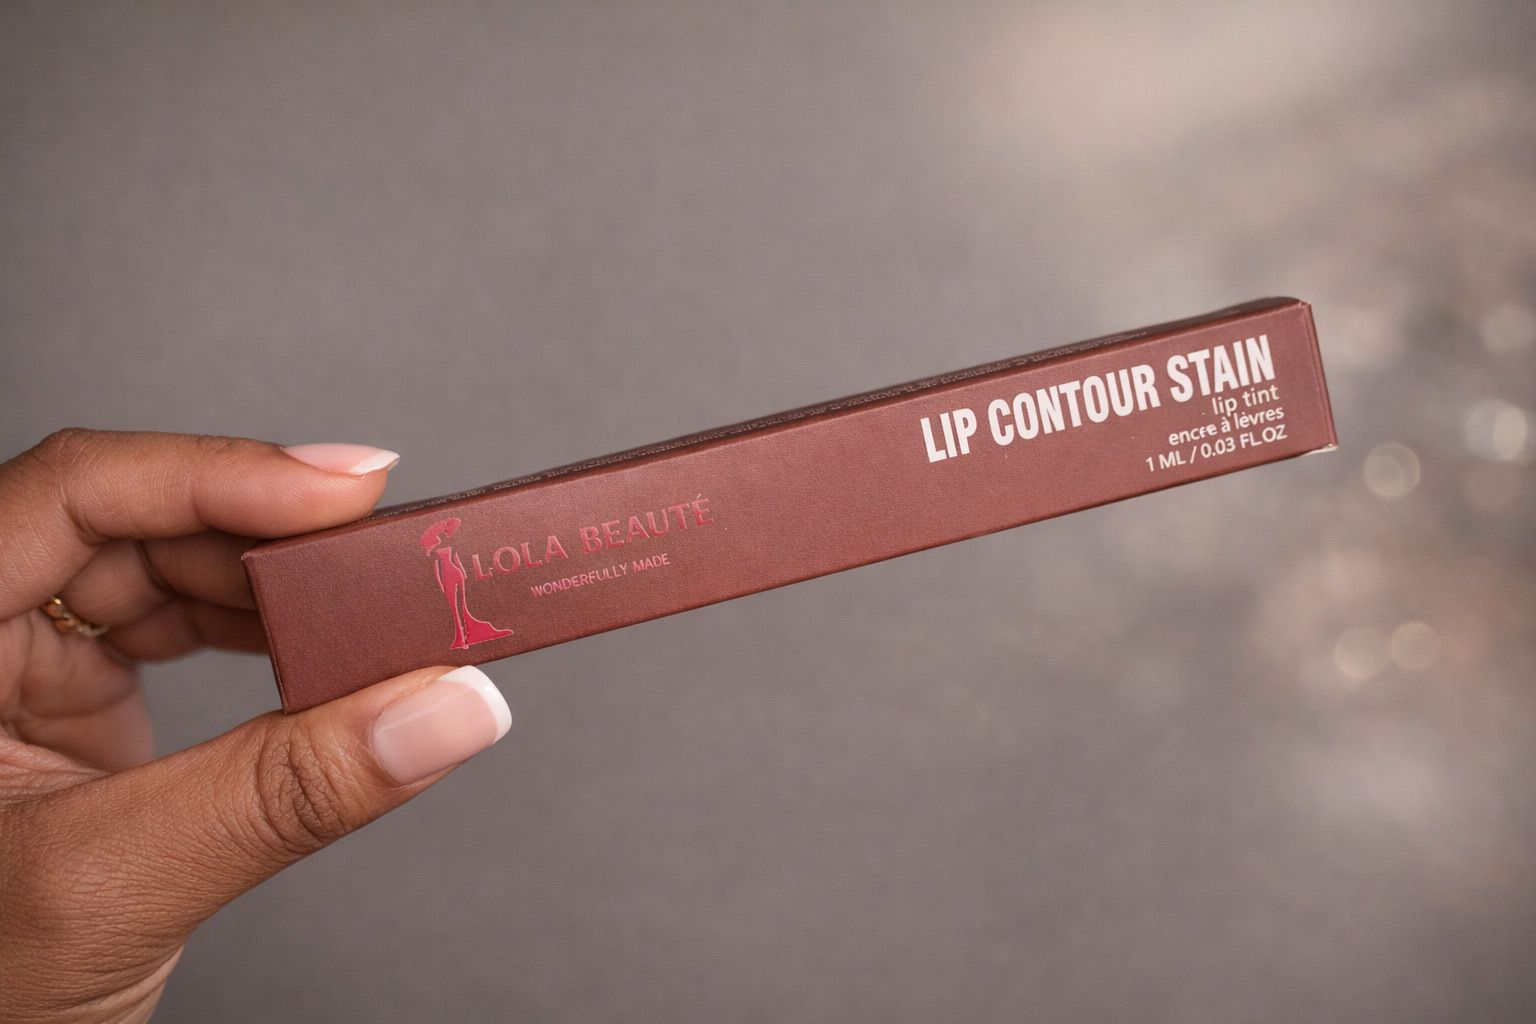 LOLA BEAUTÉ
WONDERFULLY MADE
LIP CONTOUR STAIN
lip tint
encre à lèvres
1 ML / 0.03 FL OZ